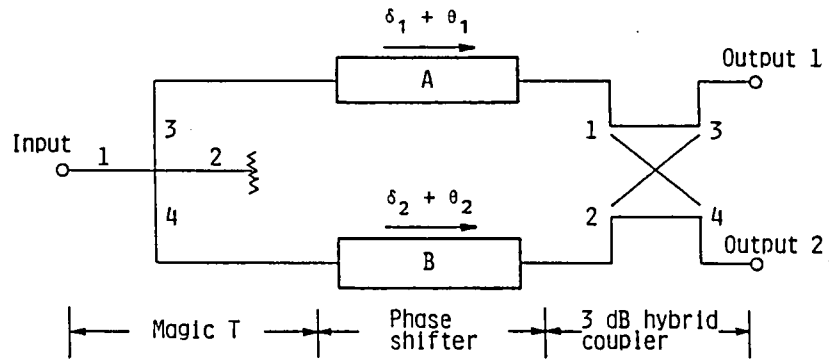 δ1 + θ1
Output 1
A
3
1
3
Input
1
2
δ2 + θ2
4
2
4
B
Output 2
Magic T
Phase shifter
3 dB hybrid coupler